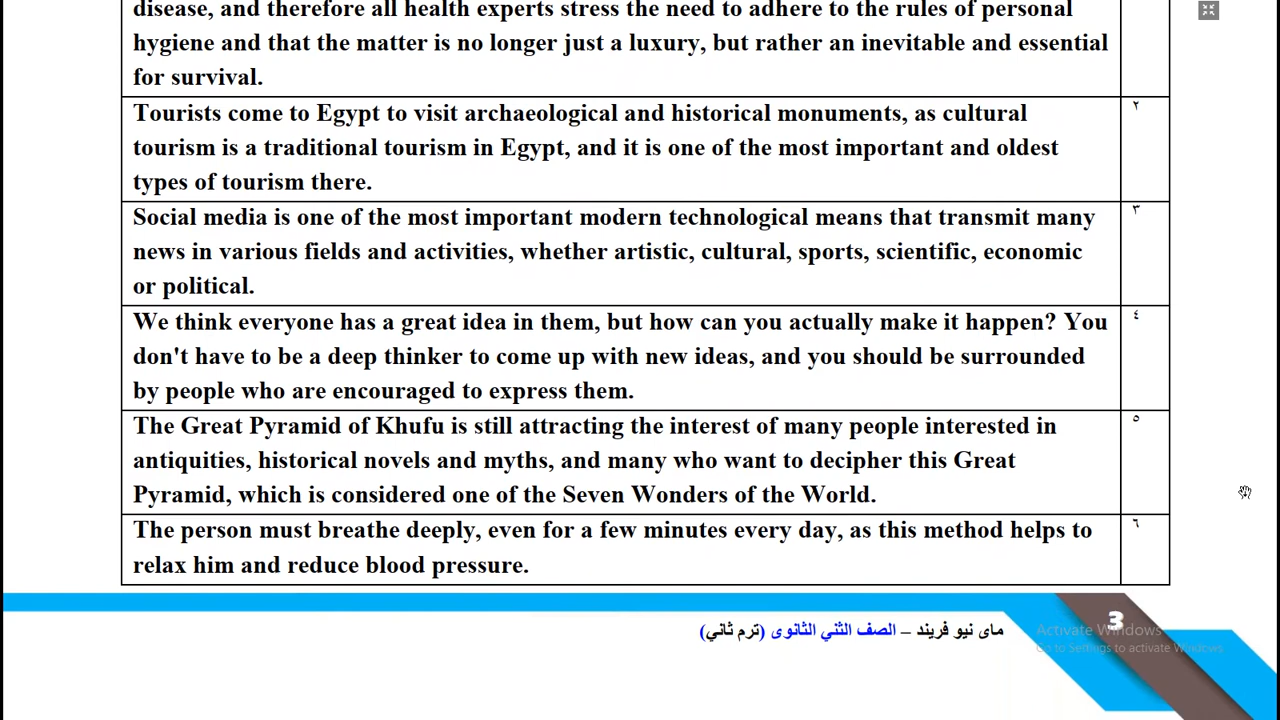 disease, and therefore all health experts stress the need to adhere to the rules of personal
hygiene and that the matter is no longer just a luxury, but rather an inevitable and essential
for survival.
Tourists come to Egypt to visit archaeological and historical monuments, as cultural
tourism is a traditional tourism in Egypt, and it is one of the most important and oldest
types of tourism there.
٢
Social media is one of the most important modern technological means that transmit many
news in various fields and activities, whether artistic, cultural, sports, scientific, economic
or political.
٣
We think everyone has a great idea in them, but how can you actually make it happen? You
don't have to be a deep thinker to come up with new ideas, and you should be surrounded
by people who are encouraged to express them.
٤
The Great Pyramid of Khufu is still attracting the interest of many people interested in
antiquities, historical novels and myths, and many who want to decipher this Great
Pyramid, which is considered one of the Seven Wonders of the World.
٥
The person must breathe deeply, even for a few minutes every day, as this method helps to
relax him and reduce blood pressure.
٦
ماى نيو فريند – الصف الثني الثانوى (ترم ثاني)
3
Activate Windows
Go to Settings to activate Windows